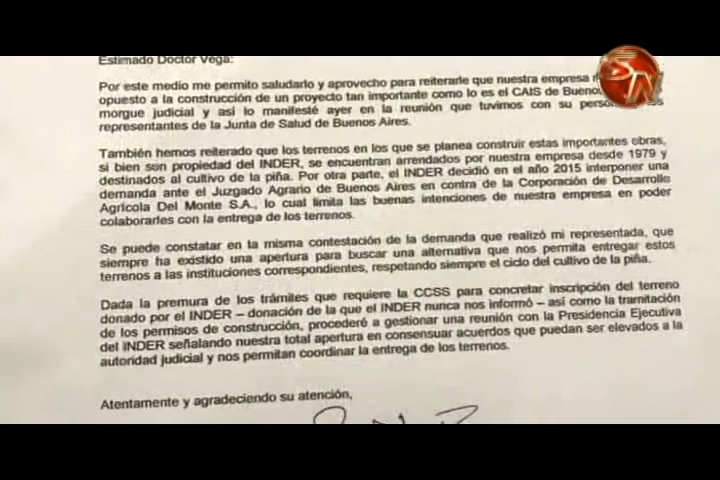 Estimado Doctor Vega:
Por este medio me permito saludarlo y aprovecho para reiterarle que nuestra empresa
opuesto a la construcción de un proyecto tan importante como lo es el CAIS de Buenos
morgue judicial y así lo manifesté ayer en la reunión que tuvimos con su
representantes de la Junta de Salud de Buenos Aires.
También hemos reiterado que los terrenos en los que se planea construir estas importantes obras,
si bien son propiedad del INDER, se encuentran arrendados por nuestra empresa desde 1979 y
destinados al cultivo de la piña. Por otra parte, el INDER decidió en el año 2015 interponer una
demanda ante el Juzgado Agrario de Buenos Aires en contra de la Corporación de Desarrollo
Agrícola Del Monte S.A., lo cual limita las buenas intenciones de nuestra empresa en poder
colaborarles con la entrega de los terrenos.
Se puede constatar en la misma contestación de la demanda que realizó mi representada, que
siempre ha existido una apertura para buscar una alternativa que nos permita entregar estos
terrenos a las instituciones correspondientes, respetando siempre el ciclo del cultivo de la piña.
Dada la premura de los trámites que requiere la CCSS para concretar inscripción del terreno
donado por el INDER – donación de la que el INDER nunca nos informó – así como la tramitación
de los permisos de construcción, procederé a gestionar una reunión con la Presidencia Ejecutiva
del INDER señalando nuestra total apertura en consensuar acuerdos que puedan ser elevados a la
autoridad judicial y nos permitan coordinar la entrega de los terrenos.
Atentamente y agradeciendo su atención,